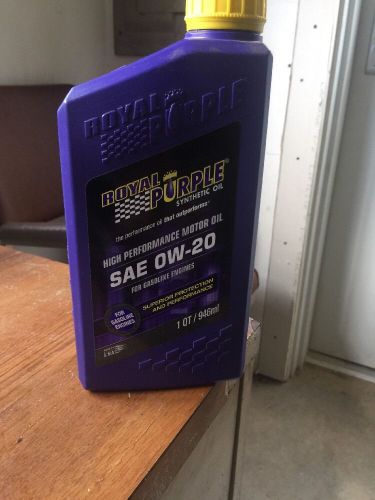 ROYAL
PURPLE
ROYAL
PURPLE®
SYNTHETIC OIL
the performance oil that outperforms™
HIGH PERFORMANCE MOTOR OIL
SAE 0W-20
FOR GASOLINE ENGINES
SUPERIOR PROTECTION
AND PERFORMANCE
FOR
GASOLINE
ENGINES
1 QT / 946ml